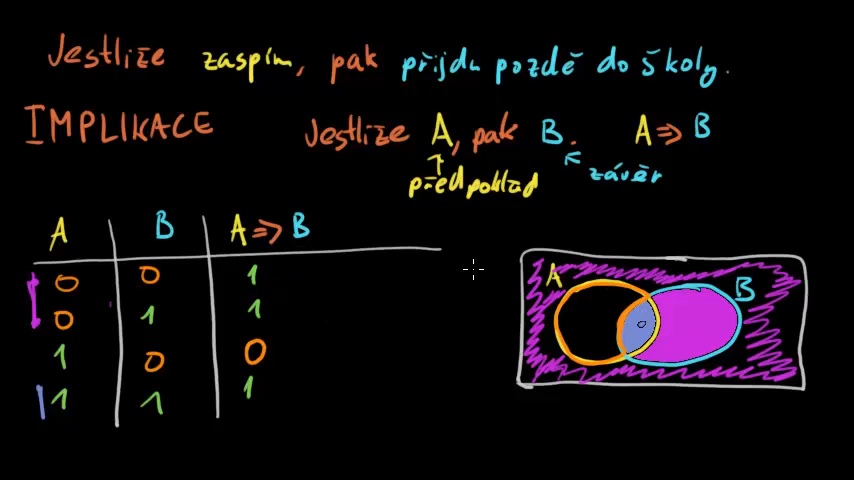 Jestliže zaspím, pak přijdu pozdě do školy.
IMPLIKACE Jestliže A, pak B. A ⇒ B
předpoklad závěr
A B A ⇒ B
0 0 1
0 1 1
1 0 0
1 1 1
A B